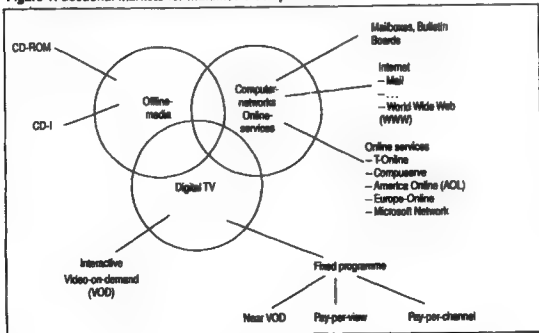 CD-ROM
CD-I
Offline-
media
Computer-
networks
Online-
services
Digital TV
Mailboxes, Bulletin
Boards
Internet
– Mail
– ...
– World Wide Web
(WWW)
Online services
– T-Online
– Compuserve
– America Online (AOL)
– Europe-Online
– Microsoft Network
Interactive
Video-on-demand
(VOD)
Fixed programme
Near VOD
Pay-per-view
Pay-per-channel